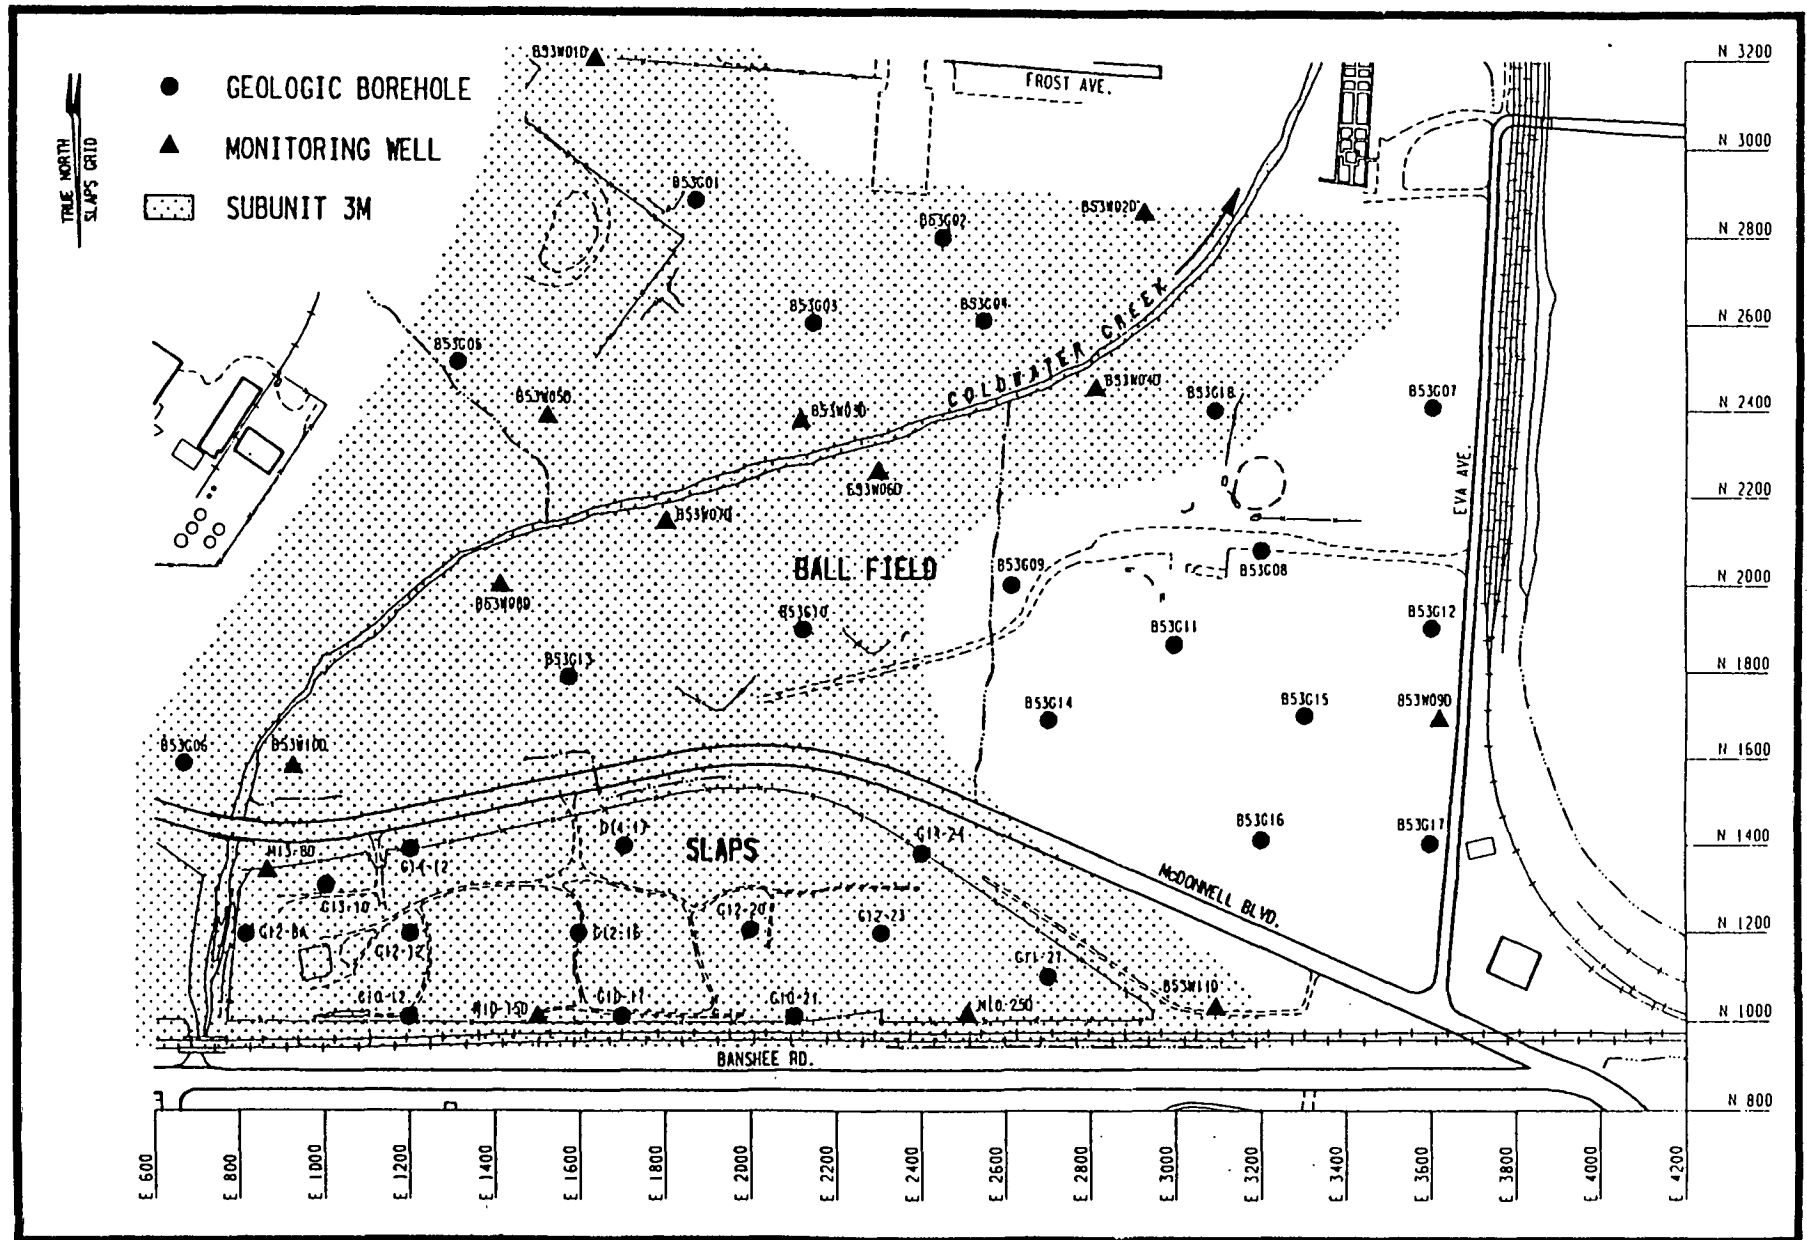 TRUE NORTH
SLAPS GRID
GEOLOGIC BOREHOLE
MONITORING WELL
SUBUNIT 3M
B53W01D
FROST AVE.
N 3200
N 3000
B53G01
B53G02
B53W02D
N 2800
B53G03
B53G04
COLDWATER CREEK
N 2600
B53G05
B53W05D
B53W03D
B53W04D
B53G18
B53G07
N 2400
EVA AVE.
B53W06D
B53W07D
N 2200
BALL FIELD
B53G09
B53G08
N 2000
B53W08D
B53G10
B53G11
B53G12
B53G13
N 1800
B53G14
B53G15
B53W09D
B53G06
B53W10D
N 1600
B53G16
B53G17
N 1400
SLAPS
G14-24
M13-8D
G14-12
McDONNELL BLVD.
G13-10
G12-20
G12-23
N 1200
G12-8A
G12-12
G12-16
G11-27
B53W11D
G10-12
M10-15D
G10-17
G10-21
M10-25D
N 1000
BANSHEE RD.
N 800
E 600
E 800
E 1000
E 1200
E 1400
E 1600
E 1800
E 2000
E 2200
E 2400
E 2600
E 2800
E 3000
E 3200
E 3400
E 3600
E 3800
E 4000
E 4200